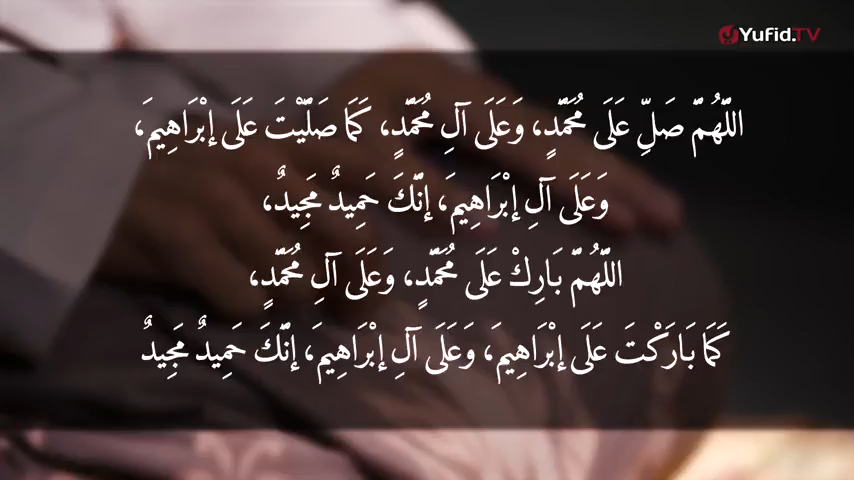 Yufid.TV
اللَّهُمَّ صَلِّ عَلَى مُحَمَّدٍ، وَعَلَى آلِ مُحَمَّدٍ، كَمَا صَلَّيْتَ عَلَى إِبْرَاهِيمَ،
وَعَلَى آلِ إِبْرَاهِيمَ، إِنَّكَ حَمِيدٌ مَجِيدٌ،
اللَّهُمَّ بَارِكْ عَلَى مُحَمَّدٍ، وَعَلَى آلِ مُحَمَّدٍ،
كَمَا بَارَكْتَ عَلَى إِبْرَاهِيمَ، وَعَلَى آلِ إِبْرَاهِيمَ، إِنَّكَ حَمِيدٌ مَجِيدٌ